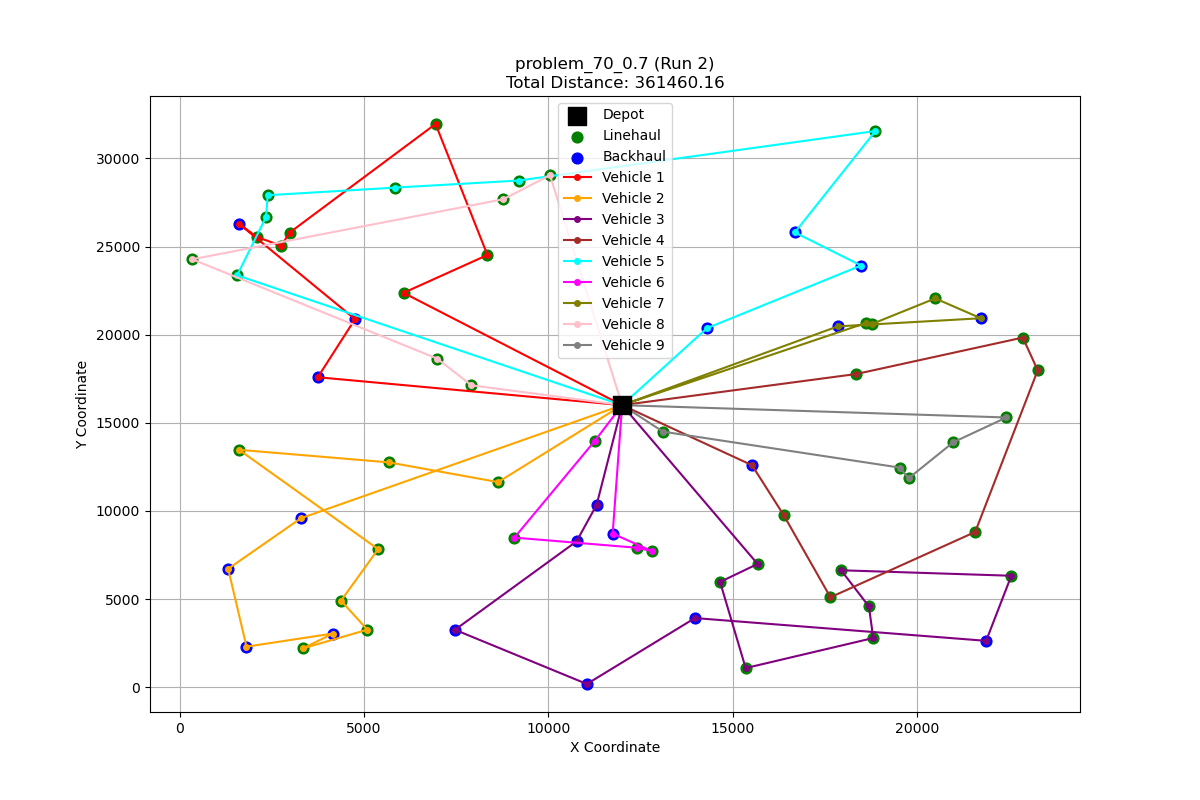 problem_70_0.7 (Run 2)
Total Distance: 361460.16
Depot
Linehaul
Backhaul
Vehicle 1
Vehicle 2
Vehicle 3
Vehicle 4
Vehicle 5
Vehicle 6
Vehicle 7
Vehicle 8
Vehicle 9
30000
25000
20000
15000
10000
5000
0
Y Coordinate
0 5000 10000 15000 20000
X Coordinate